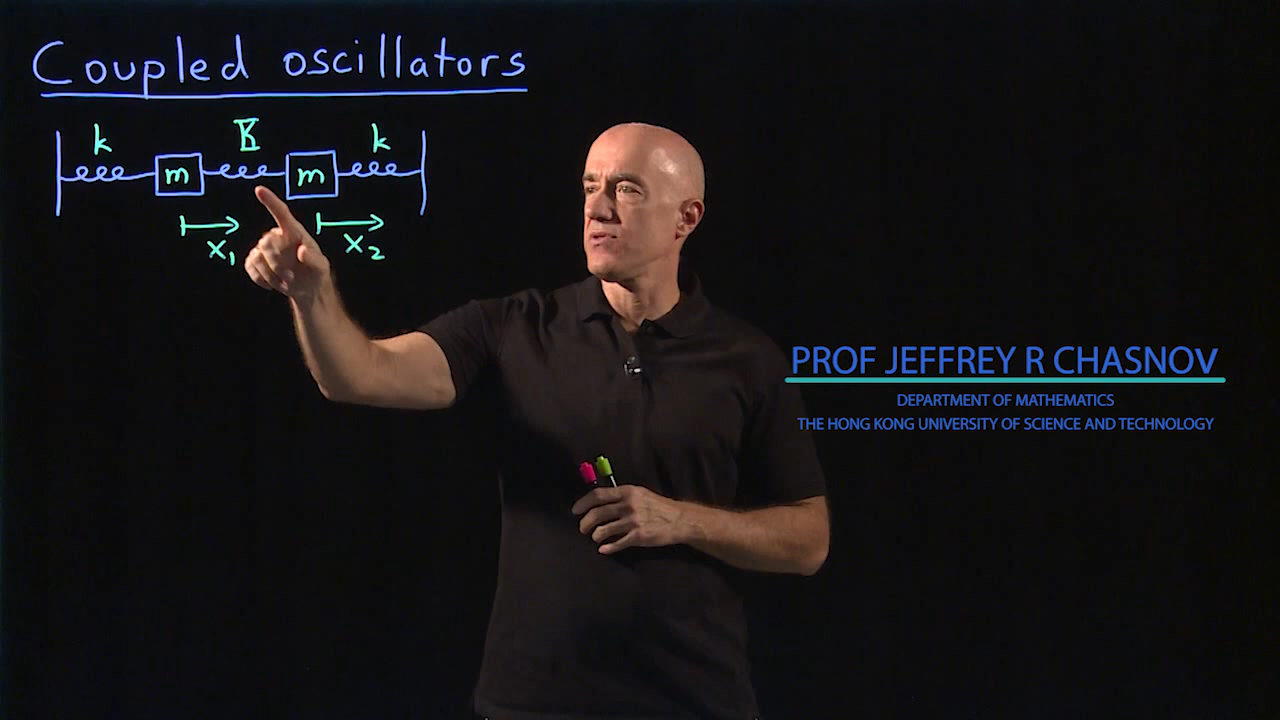 Coupled oscillators
k K k
m m
x₁ x₂
PROF JEFFREY R CHASNOV
DEPARTMENT OF MATHEMATICS
THE HONG KONG UNIVERSITY OF SCIENCE AND TECHNOLOGY